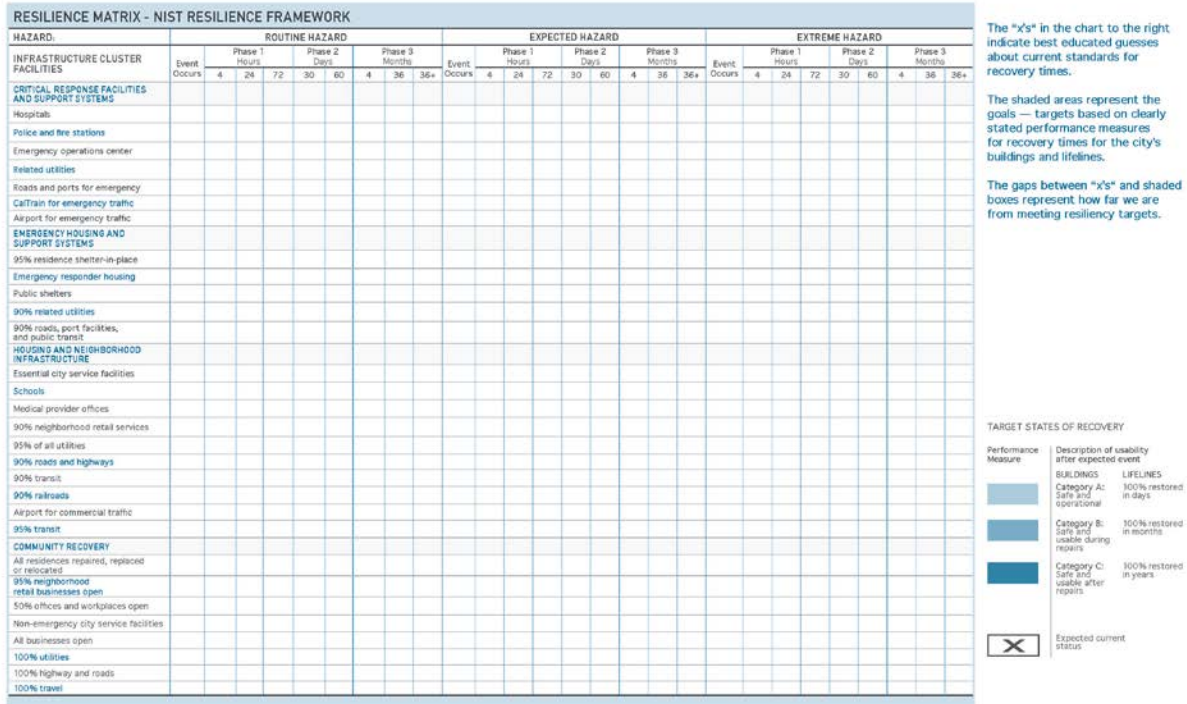 RESILIENCE MATRIX - NIST RESILIENCE FRAMEWORK
HAZARD: ROUTINE HAZARD EXPECTED HAZARD EXTREME HAZARD
INFRASTRUCTURE CLUSTER
FACILITIES
Event
Occurs
Phase 1
Hours
Phase 2
Days
Phase 3
Months
4 24 72 30 60 4 36 36+
Event
Occurs
Phase 1
Hours
Phase 2
Days
Phase 3
Months
4 24 72 30 60 4 36 36+
Event
Occurs
Phase 1
Hours
Phase 2
Days
Phase 3
Months
4 24 72 30 60 4 36 36+
CRITICAL RESPONSE FACILITIES
AND SUPPORT SYSTEMS
Hospitals
Police and fire stations
Emergency operations center
Related utilities
Roads and ports for emergency
CalTrain for emergency traffic
Airport for emergency traffic
EMERGENCY HOUSING AND
SUPPORT SYSTEMS
95% residence shelter-in-place
Emergency responder housing
Public shelters
90% related utilities
90% roads, port facilities,
and public transit
HOUSING AND NEIGHBORHOOD
INFRASTRUCTURE
Essential city service facilities
Schools
Medical provider offices
90% neighborhood retail services
95% of all utilities
90% roads and highways
90% transit
90% railroads
Airport for commercial traffic
95% transit
COMMUNITY RECOVERY
All residences repaired, replaced
or relocated
95% neighborhood
retail businesses open
50% offices and workplaces open
Non-emergency city service facilities
All businesses open
100% utilities
100% highway and roads
100% travel
The "x's" in the chart to the right
indicate best educated guesses
about current standards for
recovery times.
The shaded areas represent the
goals — targets based on clearly
stated performance measures
for recovery times for the city's
buildings and lifelines.
The gaps between "x's" and shaded
boxes represent how far we are
from meeting resiliency targets.
TARGET STATES OF RECOVERY
Performance
Measure
Description of usability
after expected event
BUILDINGS LIFELINES
Category A:
Safe and
operational
100% restored
in days
Category B:
Safe and
usable during
repairs
100% restored
in months
Category C:
Safe and
usable after
repairs
100% restored
in years
X
Expected current
status